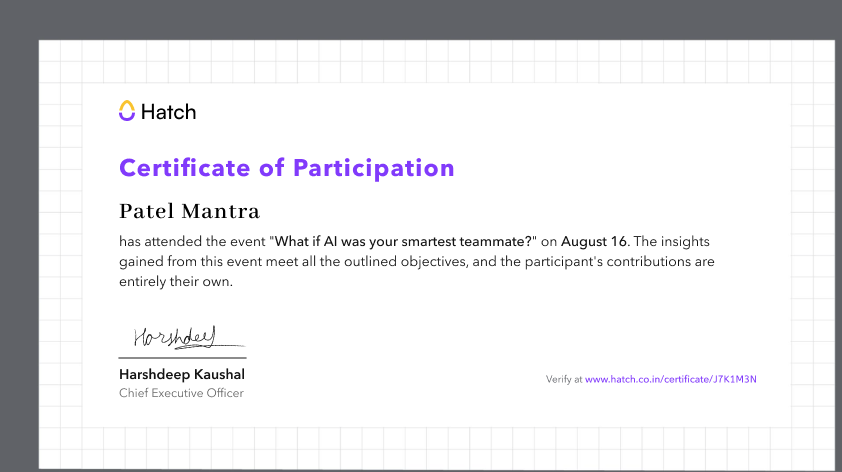 Hatch
Certificate of Participation
Patel Mantra
has attended the event "What if AI was your smartest teammate?" on August 16. The insights
gained from this event meet all the outlined objectives, and the participant's contributions are
entirely their own.
Harshdeep
Harshdeep Kaushal
Chief Executive Officer
Verify at www.hatch.co.in/certificate/J7K1M3N